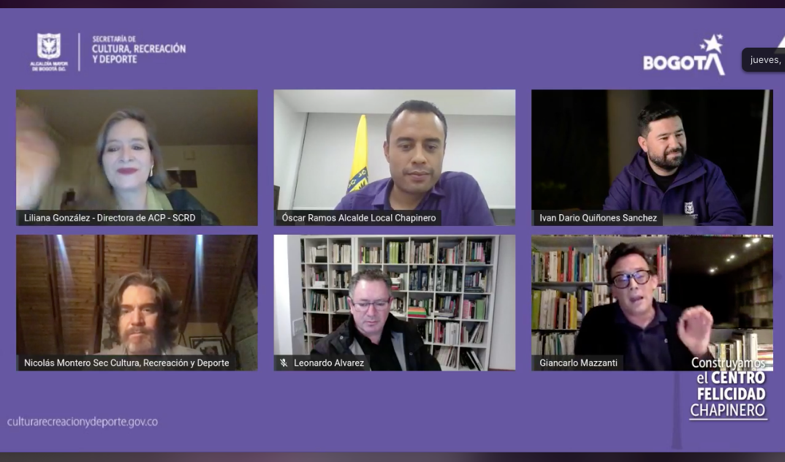 ALCALDÍA MAYOR
DE BOGOTÁ D.C.
SECRETARÍA DE
CULTURA, RECREACIÓN
Y DEPORTE
BOGOTÁ
jueves,
Liliana González - Directora de ACP - SCRD
Óscar Ramos Alcalde Local Chapinero
Ivan Dario Quiñones Sanchez
Nicolás Montero Sec Cultura, Recreación y Deporte
Leonardo Alvarez
Giancarlo Mazzanti
Construyamos
el CENTRO
FELICIDAD
CHAPINERO
culturarecreacionydeporte.gov.co